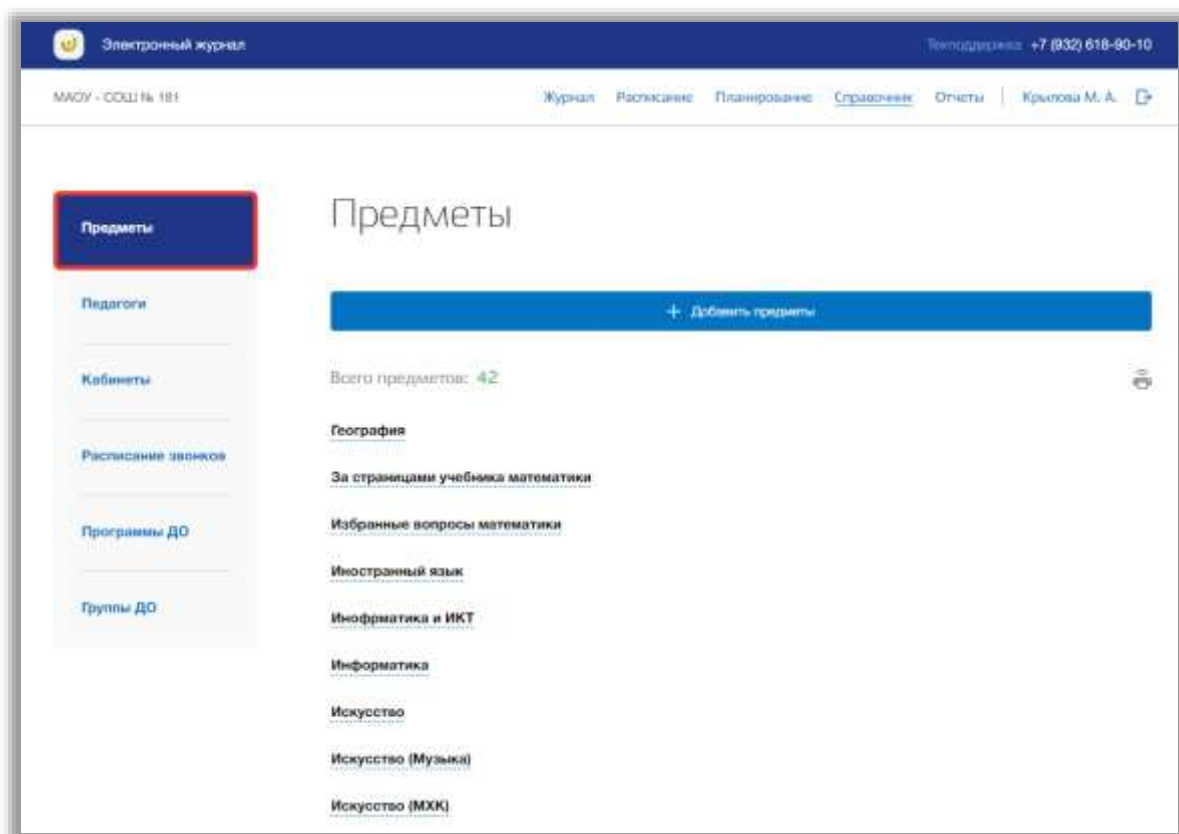 Электронный журнал
Техподдержка: +7 (932) 618-90-10
МАОУ - СОШ № 181
Журнал Расписание Планирование Справочник Отчеты Крылова М. А.
Предметы
Предметы
Педагоги
Кабинеты
Расписание звонков
Программы ДО
Группы ДО
+ Добавить предметы
Всего предметов: 42
География
За страницами учебника математики
Избранные вопросы математики
Иностранный язык
Инофрматика и ИКТ
Информатика
Искусство
Искусство (Музыка)
Искусство (МХК)